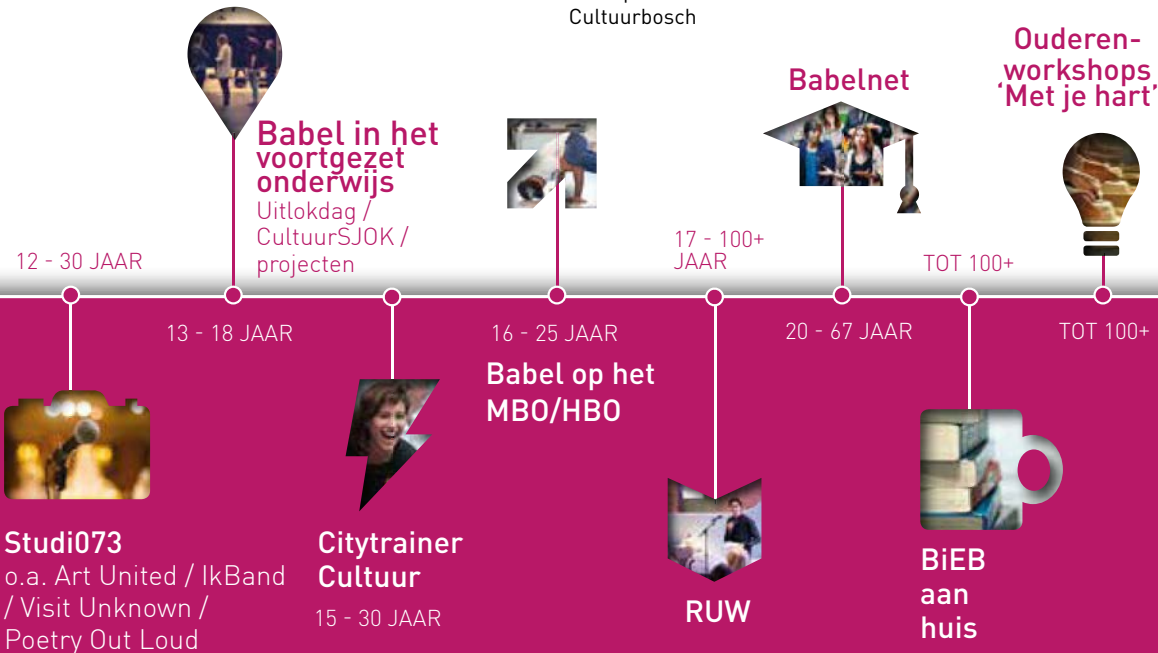 Cultuurbosch
Babel in het
voortgezet
onderwijs
Uitlokdag /
CultuurSJOK /
projecten
Babelnet
Ouderen-
workshops
'Met je hart'
12 - 30 JAAR
17 - 100+
JAAR
TOT 100+
13 - 18 JAAR
16 - 25 JAAR
20 - 67 JAAR
TOT 100+
Babel op het
MBO/HBO
Studi073
o.a. Art United / IkBand
/ Visit Unknown /
Poetry Out Loud
Citytrainer
Cultuur
15 - 30 JAAR
RUW
BiEB
aan
huis